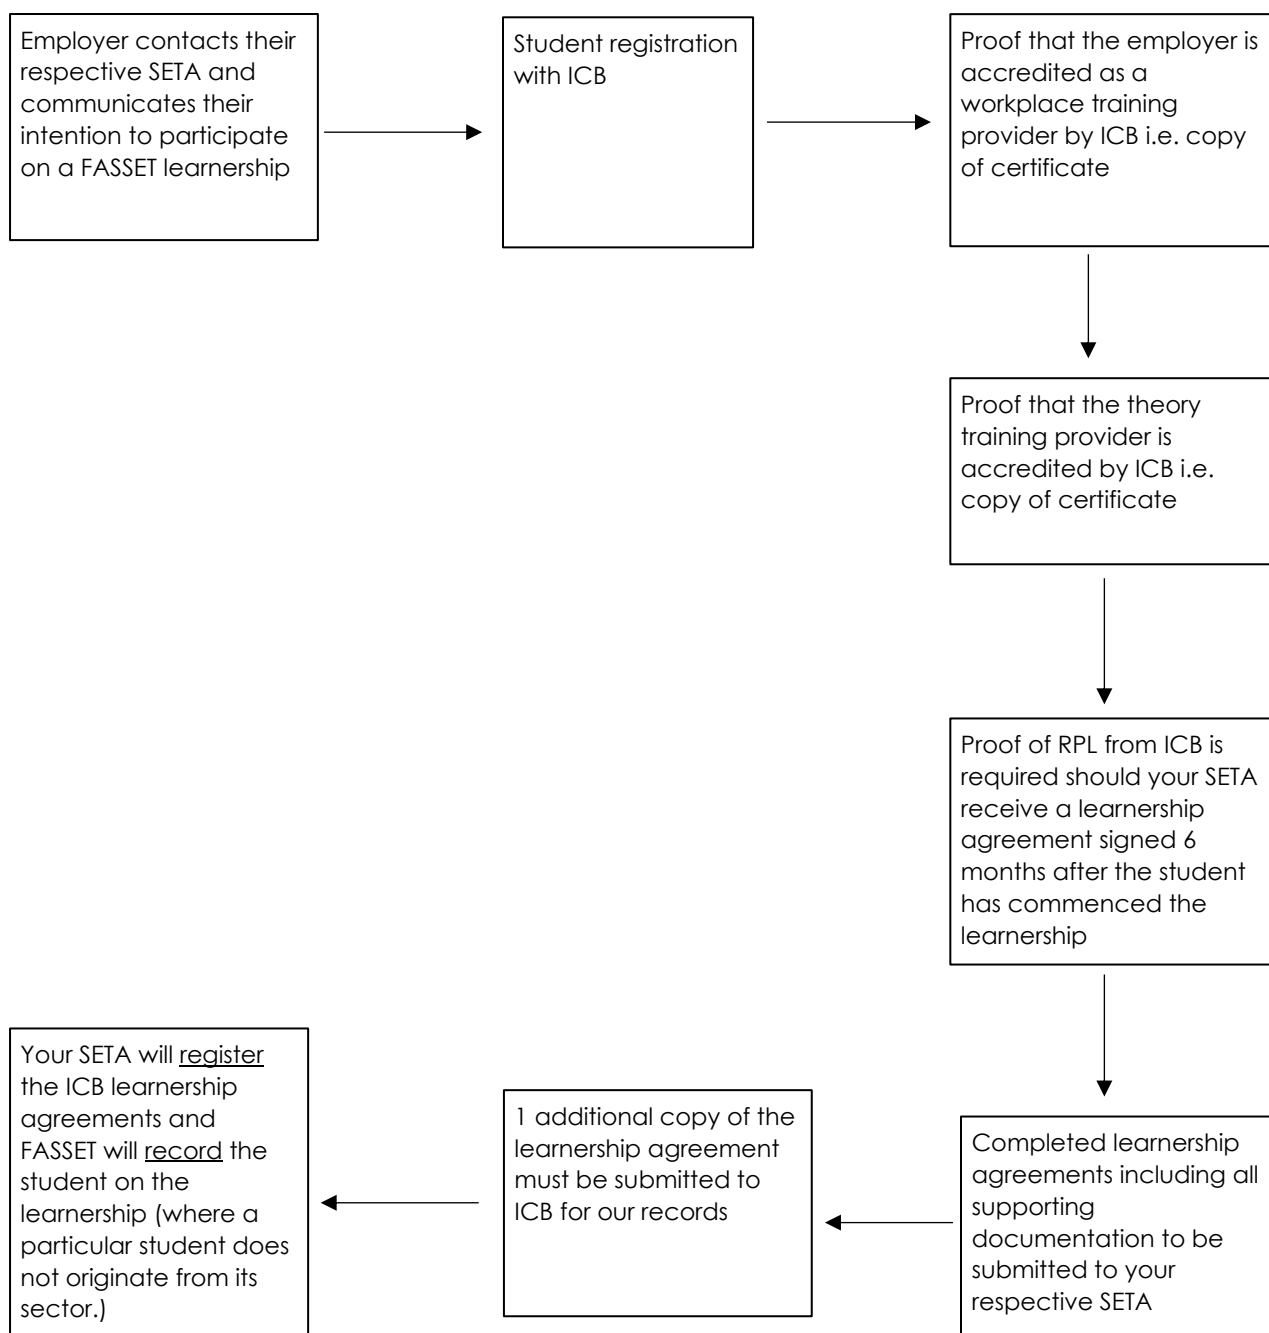 Employer contacts their
respective SETA and
communicates their
intention to participate
on a FASSET learnership
Student registration
with ICB
Proof that the employer is
accredited as a
workplace training
provider by ICB i.e. copy
of certificate
Proof that the theory
training provider is
accredited by ICB i.e.
copy of certificate
Proof of RPL from ICB is
required should your SETA
receive a learnership
agreement signed 6
months after the student
has commenced the
learnership
Completed learnership
agreements including all
supporting
documentation to be
submitted to your
respective SETA
1 additional copy of the
learnership agreement
must be submitted to
ICB for our records
Your SETA will register
the ICB learnership
agreements and
FASSET will record the
student on the
learnership (where a
particular student does
not originate from its
sector.)